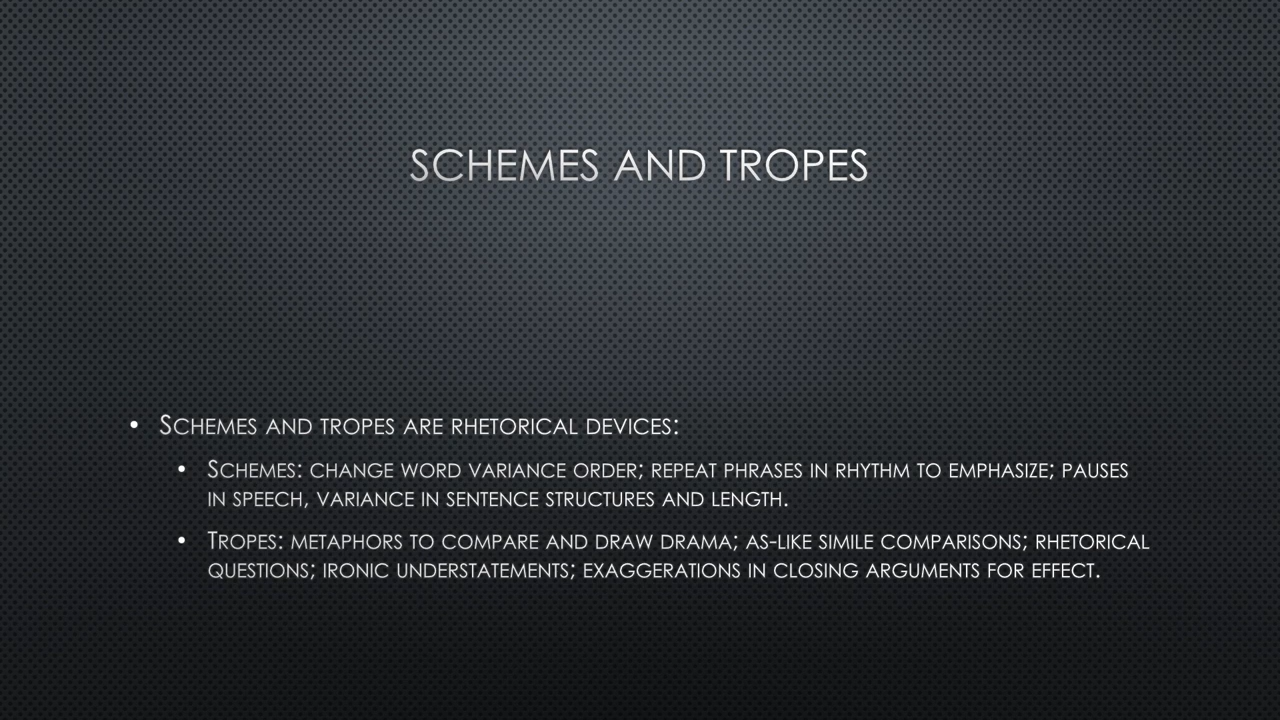 SCHEMES AND TROPES
• SCHEMES AND TROPES ARE RHETORICAL DEVICES:
• SCHEMES: CHANGE WORD VARIANCE ORDER; REPEAT PHRASES IN RHYTHM TO EMPHASIZE; PAUSES
IN SPEECH, VARIANCE IN SENTENCE STRUCTURES AND LENGTH.
• TROPES: METAPHORS TO COMPARE AND DRAW DRAMA; AS-LIKE SIMILE COMPARISONS; RHETORICAL
QUESTIONS; IRONIC UNDERSTATEMENTS; EXAGGERATIONS IN CLOSING ARGUMENTS FOR EFFECT.